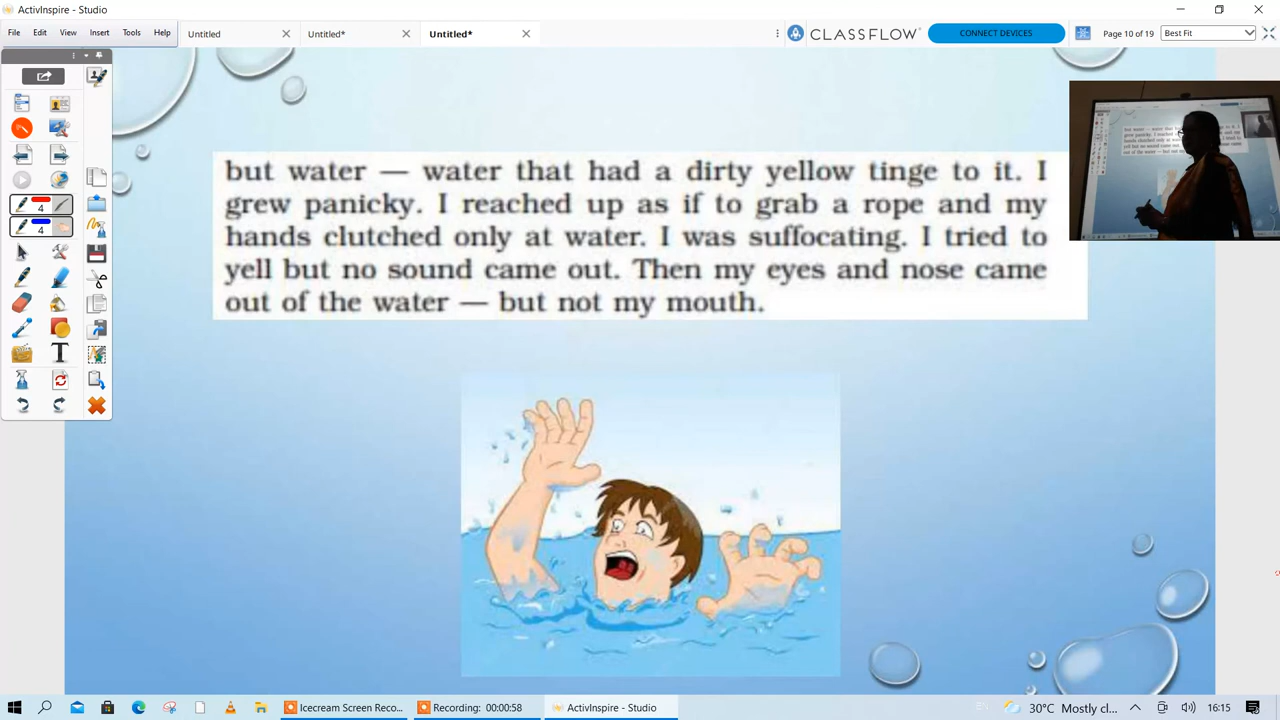 ActivInspire - Studio
File Edit View Insert Tools Help
Untitled
Untitled*
Untitled*
CLASSFLOW
CONNECT DEVICES
Page 10 of 19
Best Fit
4
4
T
but water — water that had a dirty yellow tinge to it. I
grew panicky. I reached up as if to grab a rope and my
hands clutched only at water. I was suffocating. I tried to
yell but no sound came out. Then my eyes and nose came
out of the water — but not my mouth.
Icecream Screen Reco...
Recording: 00:00:58
ActivInspire - Studio
30°C Mostly cl...
16:15